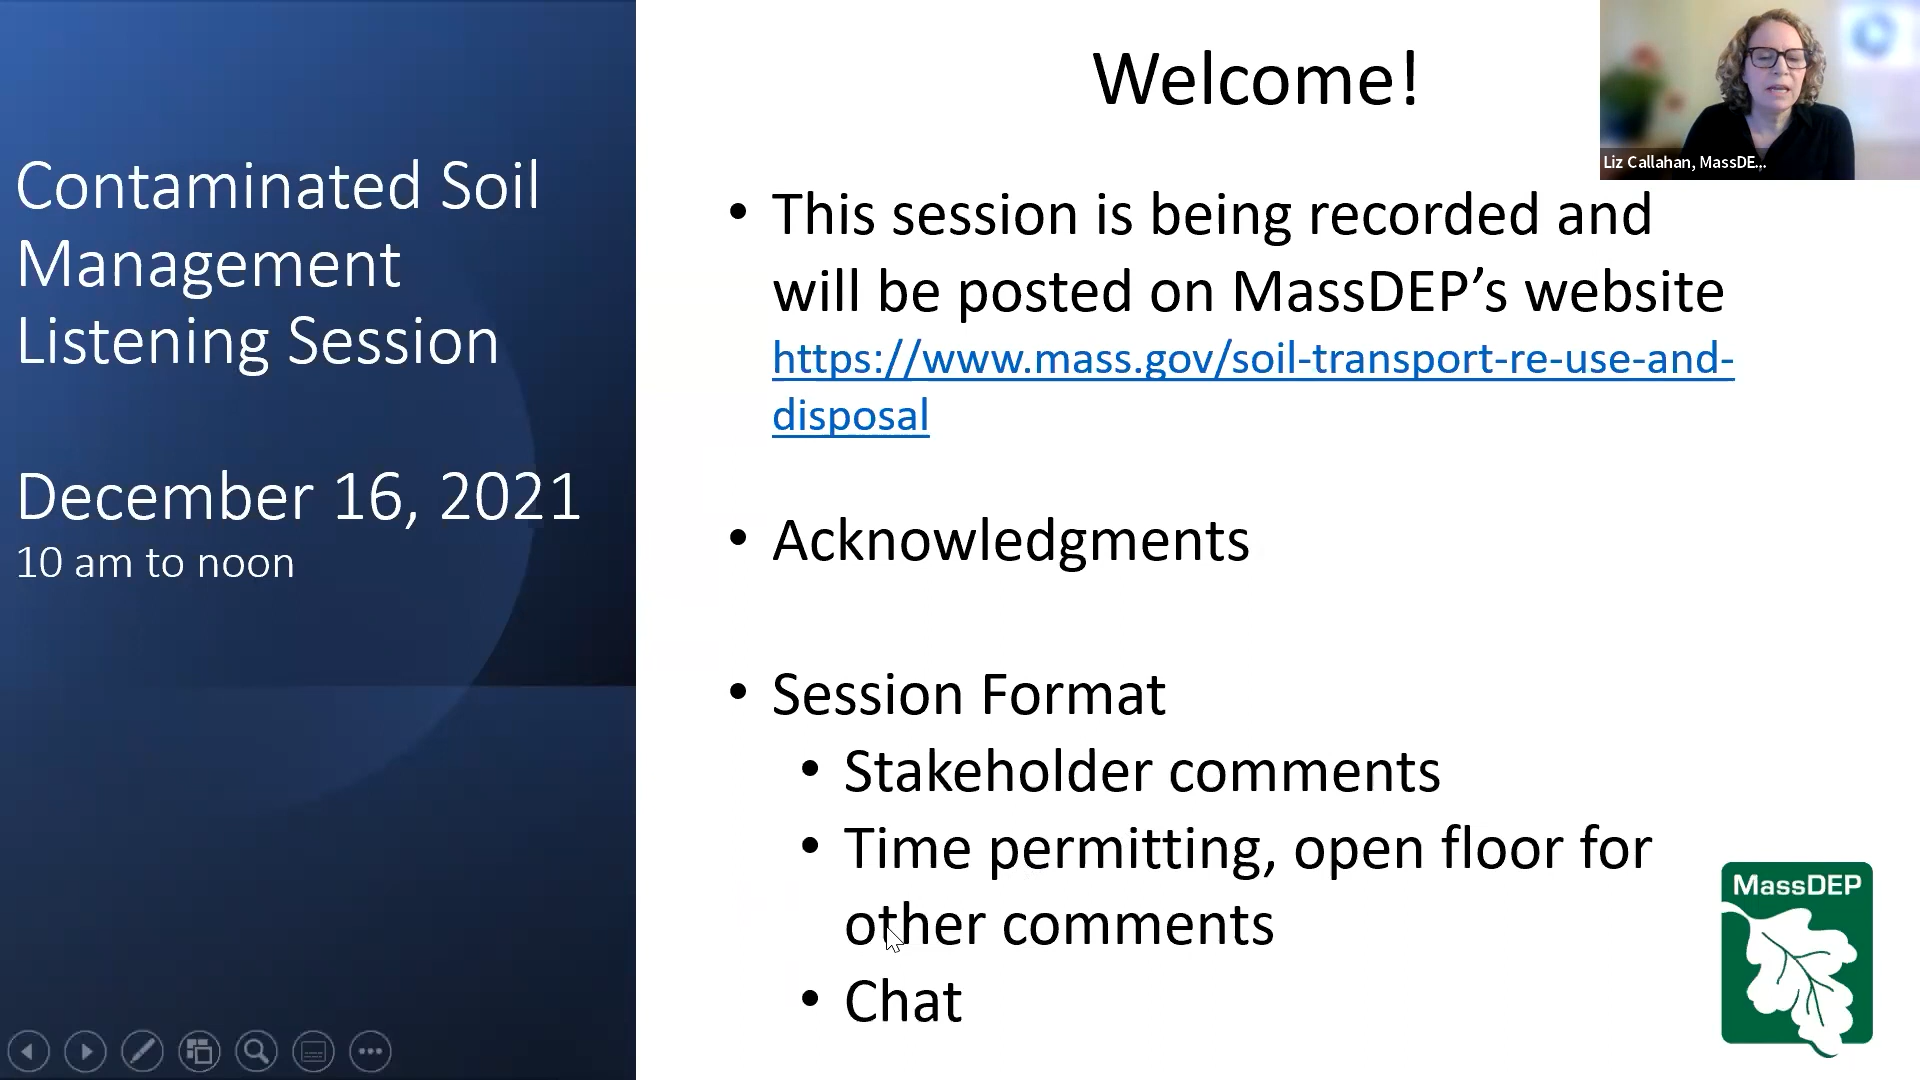 Contaminated Soil
Management
Listening Session
December 16, 2021
10 am to noon
Welcome!
• This session is being recorded and
will be posted on MassDEP’s website
https://www.mass.gov/soil-transport-re-use-and-
disposal
• Acknowledgments
• Session Format
• Stakeholder comments
• Time permitting, open floor for
other comments
• Chat
Liz Callahan, MassDE...
MassDEP